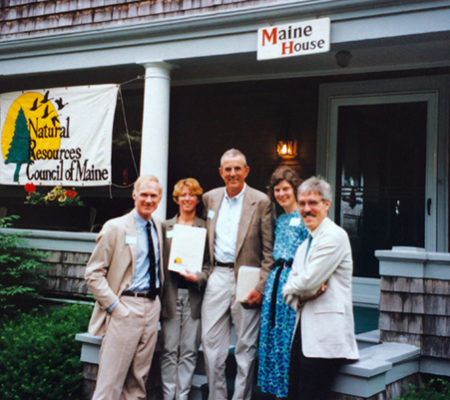 Maine
House
Natural
Resources
Council of Maine